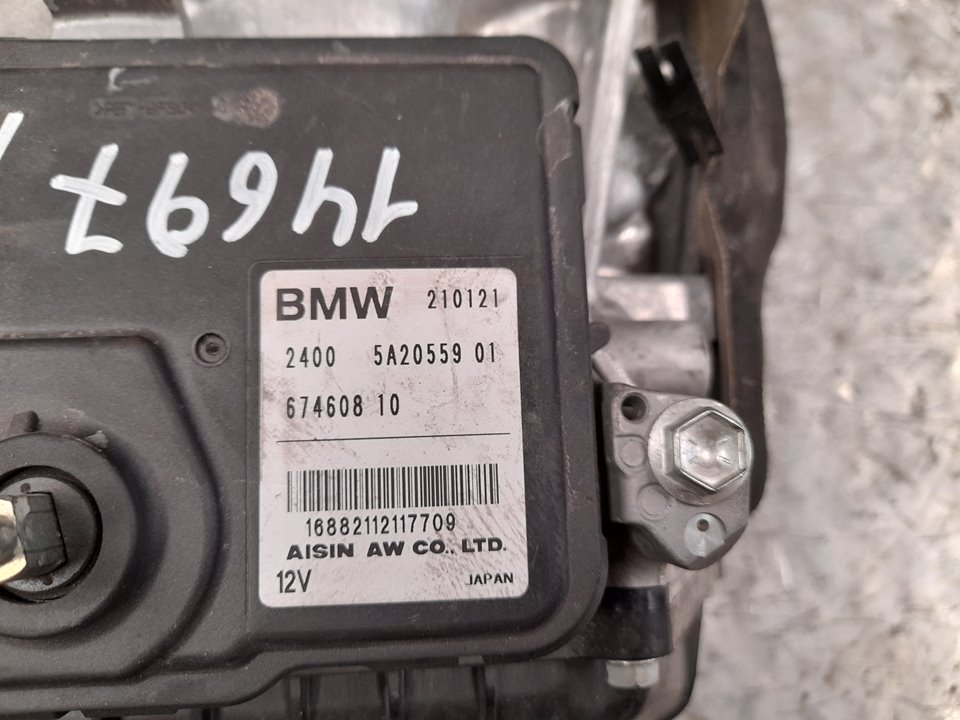 14697
BMW 210121
2400 5A20559 01
674608 10
16882112117709
AISIN AW CO., LTD.
12V JAPAN